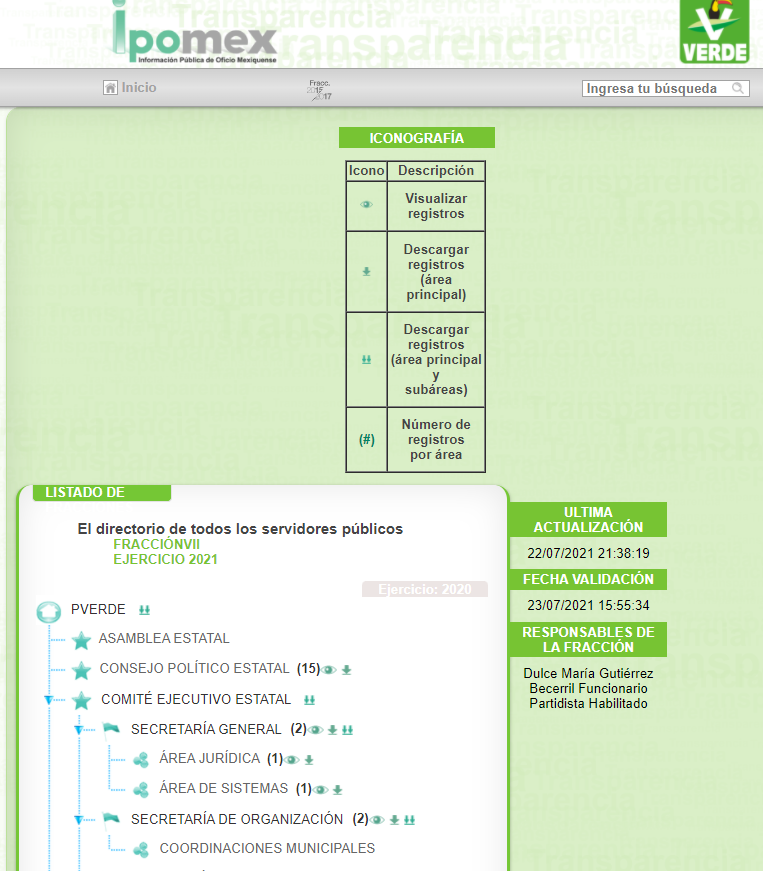 ipomex
Información Pública de Oficio Mexiquense
VERDE
Inicio
Fracc.
Ingresa tu búsqueda
ICONOGRAFÍA
Icono Descripción
Visualizar
registros
Descargar
registros
(área
principal)
Descargar
registros
(área principal
y
subáreas)
(#) Número de
registros
por área
LISTADO DE
El directorio de todos los servidores públicos
FRACCIÓNVII
EJERCICIO 2021
Ejercicio: 2020
PVERDE
ASAMBLEA ESTATAL
CONSEJO POLÍTICO ESTATAL (15)
COMITÉ EJECUTIVO ESTATAL
SECRETARÍA GENERAL (2)
ÁREA JURÍDICA (1)
ÁREA DE SISTEMAS (1)
SECRETARÍA DE ORGANIZACIÓN (2)
COORDINACIONES MUNICIPALES
ULTIMA
ACTUALIZACIÓN
22/07/2021 21:38:19
FECHA VALIDACIÓN
23/07/2021 15:55:34
RESPONSABLES DE
LA FRACCIÓN
Dulce María Gutiérrez
Becerril Funcionario
Partidista Habilitado